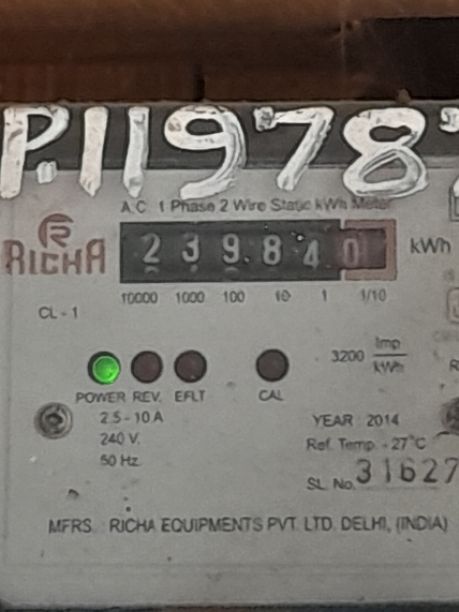 P.11978
A.C. 1 Phase 2 Wire Static kWh Meter
RICHA
2 3 9 8 4 0
kWh
10000 1000 100 10 1 1/10
CL - 1
3200 Imp/kWh
POWER REV. EFLT CAL
2.5 - 10 A
240 V.
50 Hz.
YEAR : 2014
Ref. Temp. - 27°C
SL. No. 31627
MFRS. : RICHA EQUIPMENTS PVT. LTD. DELHI, (INDIA)